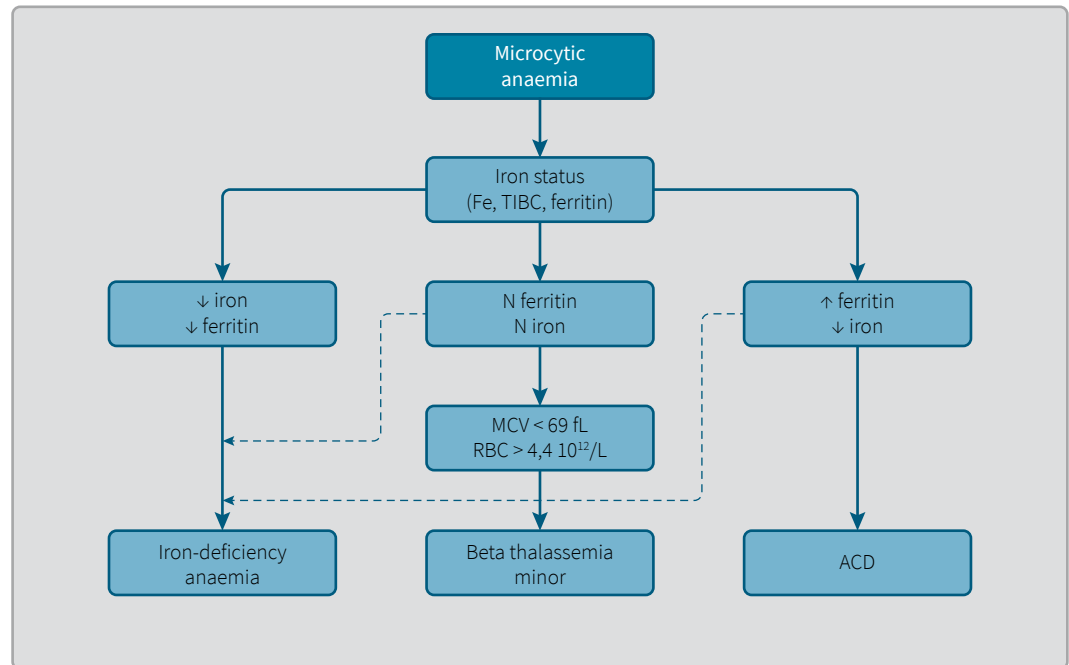 Microcytic
anaemia
Iron status
(Fe, TIBC, ferritin)
↓ iron
↓ ferritin
N ferritin
N iron
↑ ferritin
↓ iron
MCV < 69 fL
RBC > 4,4 10¹²/L
Iron-deficiency
anaemia
Beta thalassemia
minor
ACD